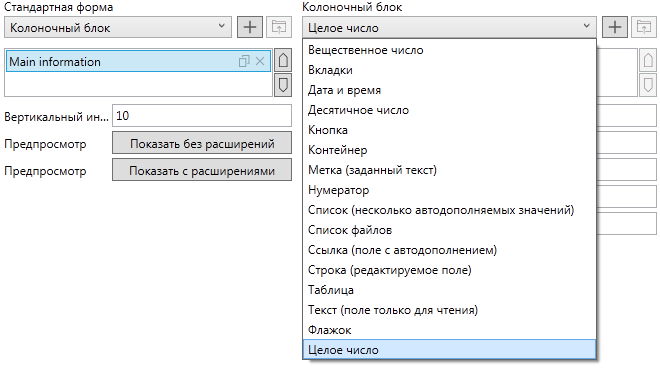 Стандартная форма
Колоночный блок
Main information
Вертикальный ин...
10
Предпросмотр
Показать без расширений
Предпросмотр
Показать с расширениями
Колоночный блок
Целое число
Вещественное число
Вкладки
Дата и время
Десятичное число
Кнопка
Контейнер
Метка (заданный текст)
Нумератор
Список (несколько автодополняемых значений)
Список файлов
Ссылка (поле с автодополнением)
Строка (редактируемое поле)
Таблица
Текст (поле только для чтения)
Флажок
Целое число